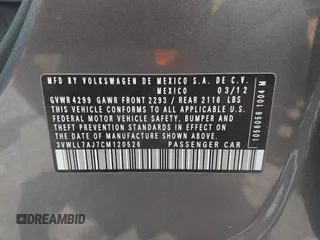 MFD BY VOLKSWAGEN DE MEXICO S.A. DE C.V.
MEXICO 03/12
GVWR 4299 GAWR FRONT 2293 / REAR 2116 LBS
THIS VEHICLE CONFORMS TO ALL APPLICABLE U.S.
FEDERAL MOTOR VEHICLE SAFETY, BUMPER AND
THEFT PREVENTION STANDARDS IN EFFECT ON THE
DATE OF MANUFACTURE SHOWN ABOVE.
3VWLL7AJ7CM120526 PASSENGER CAR
1058058 1004 M
© DREAMBID